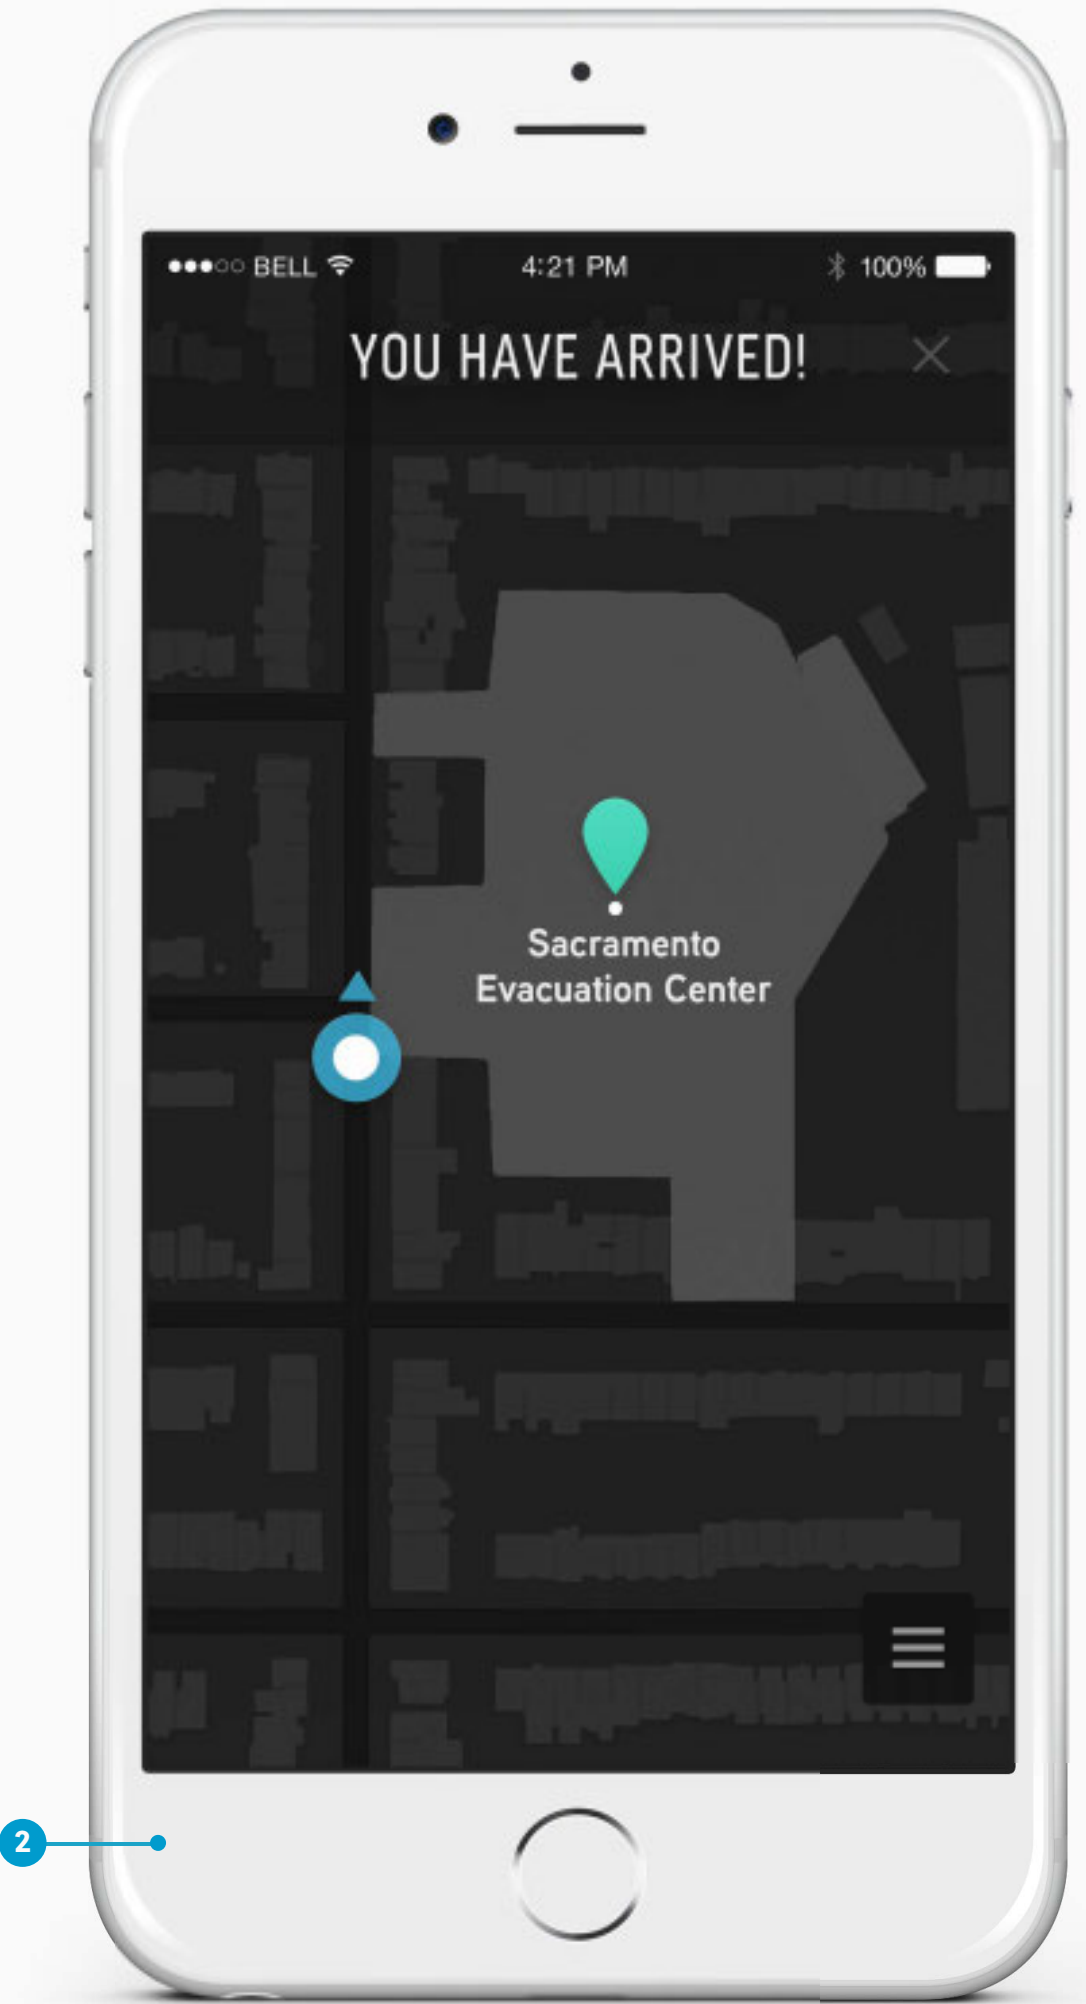 BELL
4:21 PM
100%
YOU HAVE ARRIVED!
Sacramento
Evacuation Center
2